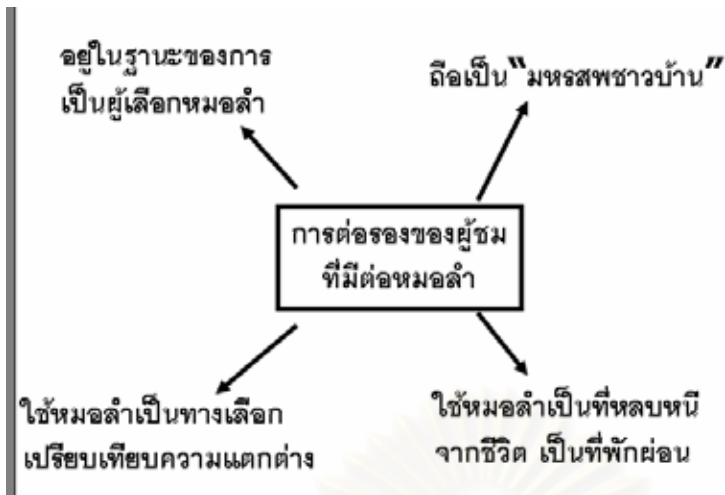 อยู่ในฐานะของการ
เป็นผู้เลือกหมอลำ
ถือเป็น"มหรสพชาวบ้าน"
การต่อรองของผู้ชม
ที่มีต่อหมอลำ
ใช้หมอลำเป็นทางเลือก
เปรียบเทียบความแตกต่าง
ใช้หมอลำเป็นที่หลบหนี
จากชีวิต เป็นที่พักผ่อน